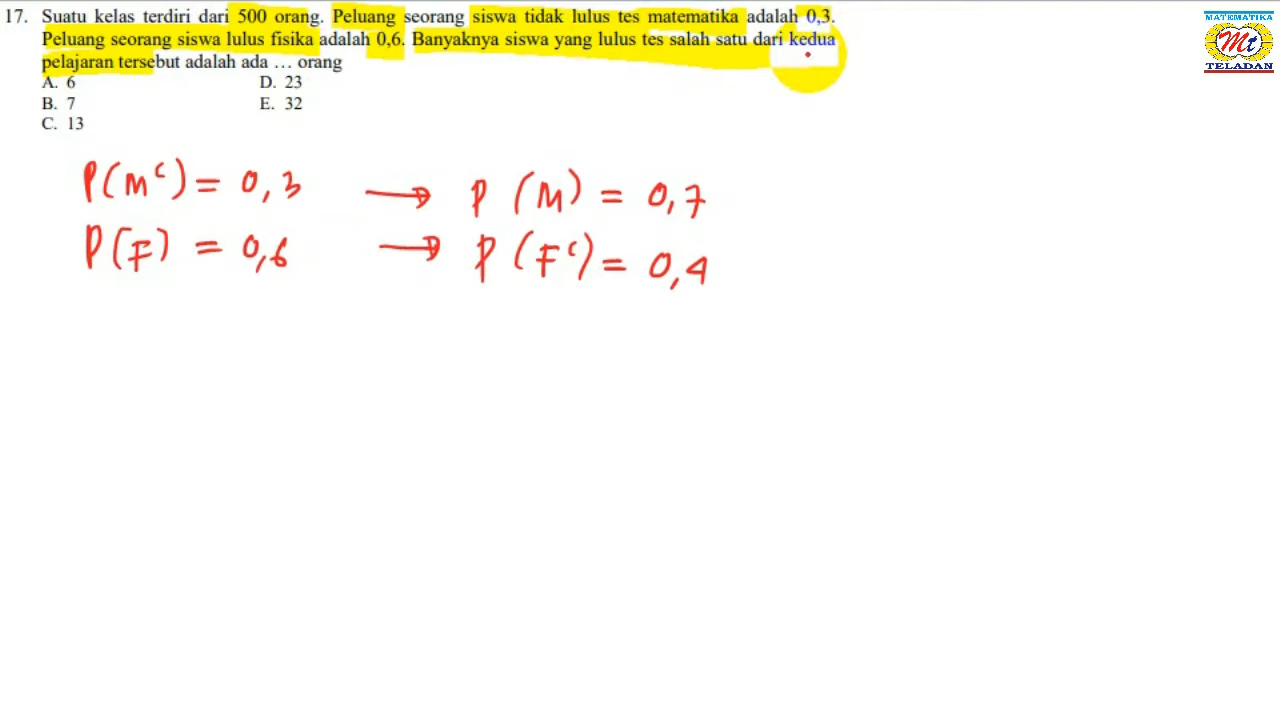 17. Suatu kelas terdiri dari 500 orang. Peluang seorang siswa tidak lulus tes matematika adalah 0,3.
Peluang seorang siswa lulus fisika adalah 0,6. Banyaknya siswa yang lulus tes salah satu dari kedua
pelajaran tersebut adalah ada … orang
A. 6 D. 23
B. 7 E. 32
C. 13
MATEMATIKA
Mt
TELADAN
P(Mᶜ) = 0,3 → P (M) = 0,7
P(F) = 0,6 → P (Fᶜ) = 0,4